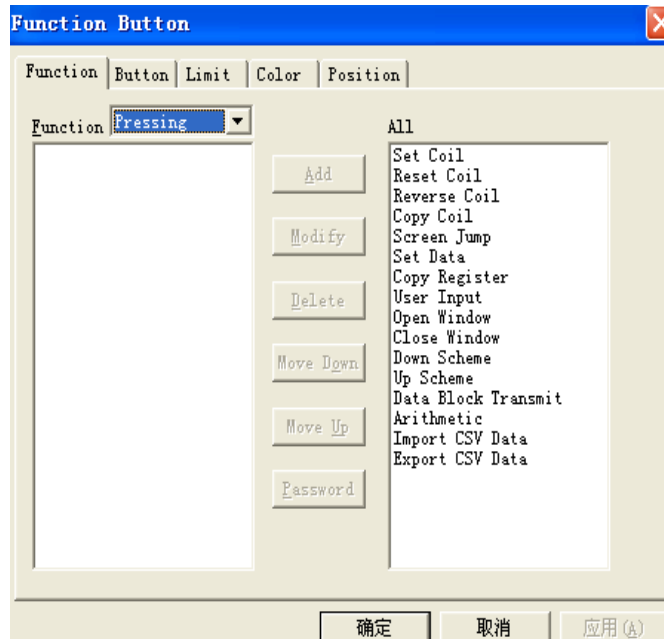 Function Button
Function Button Limit Color Position
Function Pressing
All
Set Coil
Reset Coil
Reverse Coil
Copy Coil
Screen Jump
Set Data
Copy Register
User Input
Open Window
Close Window
Down Scheme
Up Scheme
Data Block Transmit
Arithmetic
Import CSV Data
Export CSV Data
Add
Modify
Delete
Move Down
Move Up
Password
确定 取消 应用(A)